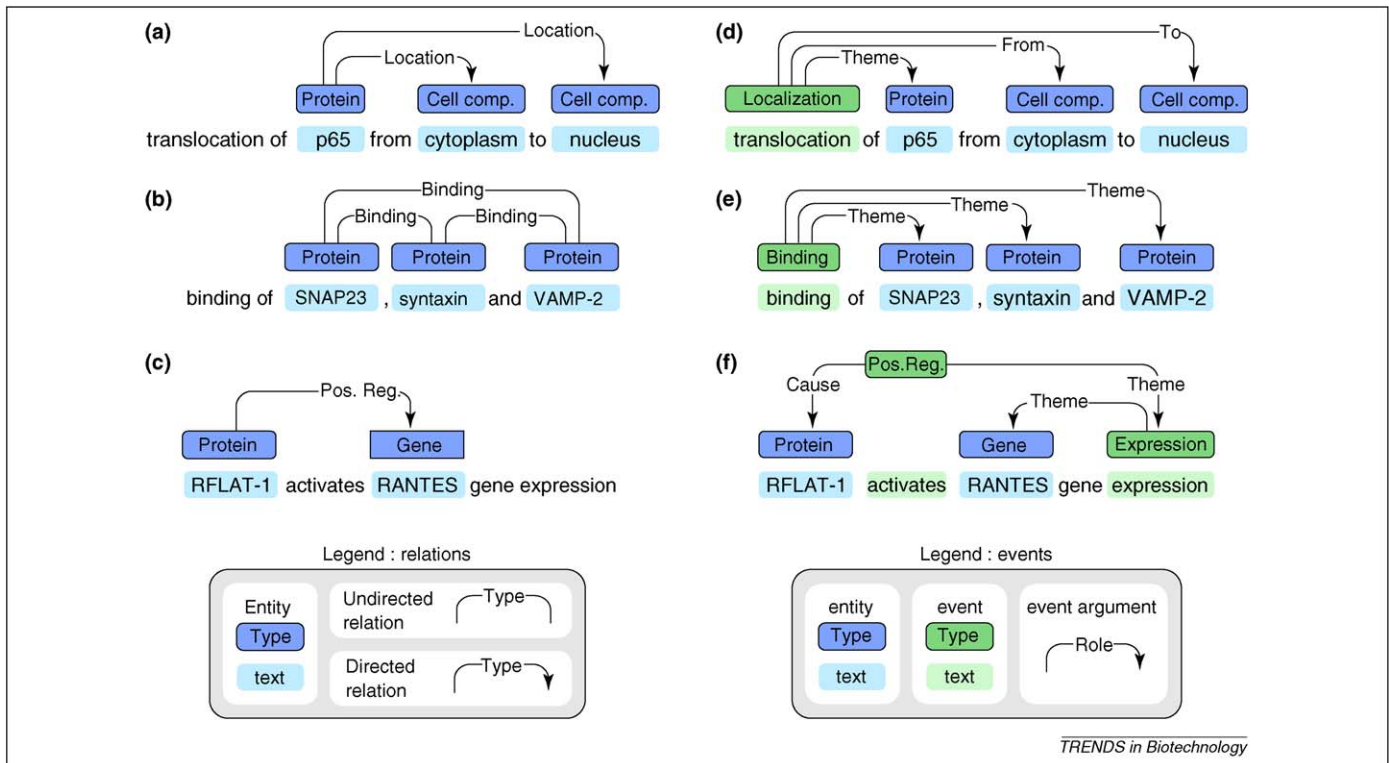 (a)
Location
Location
Protein
Cell comp.
Cell comp.
translocation of p65 from cytoplasm to nucleus
(b)
Binding
Binding
Binding
Protein
Protein
Protein
binding of SNAP23 , syntaxin and VAMP-2
(c)
Pos. Reg.
Protein
Gene
RFLAT-1 activates RANTES gene expression
Legend : relations
Entity
Type
text
Undirected
relation
Type
Directed
relation
Type
(d)
To
From
Theme
Localization
Protein
Cell comp.
Cell comp.
translocation of p65 from cytoplasm to nucleus
(e)
Theme
Theme
Theme
Binding
Protein
Protein
Protein
binding of SNAP23 , syntaxin and VAMP-2
(f)
Pos.Reg.
Cause
Theme
Theme
Protein
Gene
Expression
RFLAT-1 activates RANTES gene expression
Legend : events
entity
Type
text
event
Type
text
event argument
Role
TRENDS in Biotechnology